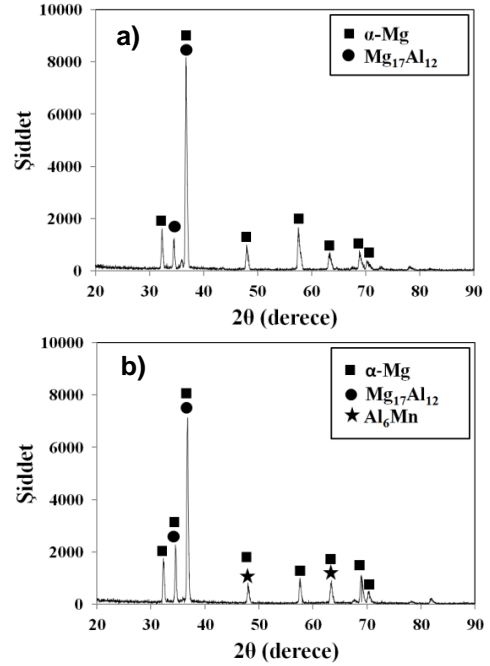 a)
■ α-Mg
● Mg₁₇Al₁₂
Şiddet
10000
8000
6000
4000
2000
0
20 30 40 50 60 70 80 90
2θ (derece)
b)
■ α-Mg
● Mg₁₇Al₁₂
★ Al₆Mn
Şiddet
10000
8000
6000
4000
2000
0
20 30 40 50 60 70 80 90
2θ (derece)